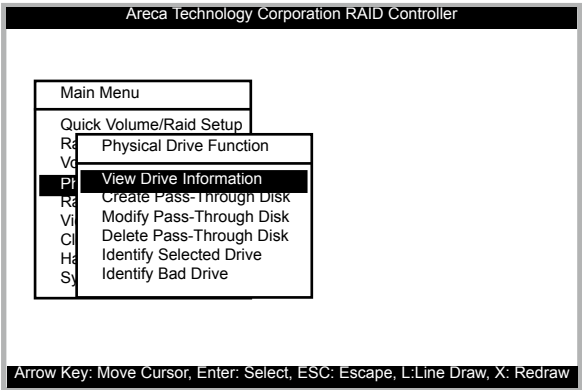 Areca Technology Corporation RAID Controller
Main Menu
Quick Volume/Raid Setup
Physical Drive Function
View Drive Information
Create Pass-Through Disk
Modify Pass-Through Disk
Delete Pass-Through Disk
Identify Selected Drive
Identify Bad Drive
Arrow Key: Move Cursor, Enter: Select, ESC: Escape, L:Line Draw, X: Redraw